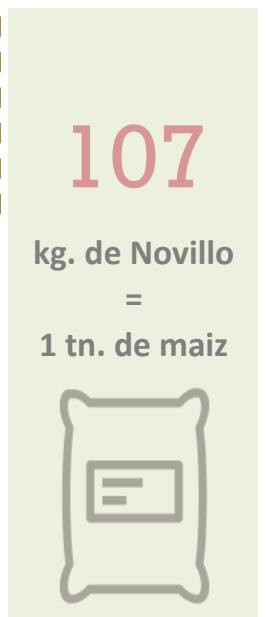 107
kg. de Novillo
=
1 tn. de maiz